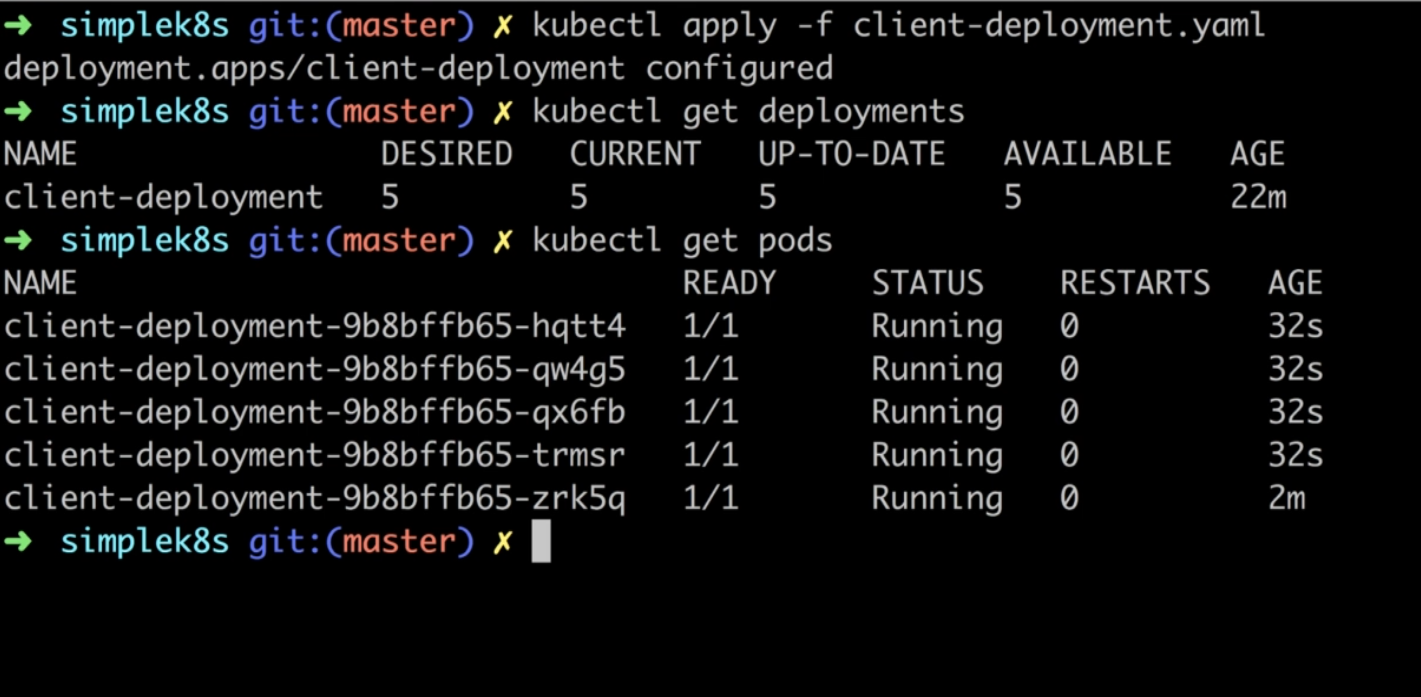 ➜ simplek8s git:(master) ✗ kubectl apply -f client-deployment.yaml
deployment.apps/client-deployment configured
➜ simplek8s git:(master) ✗ kubectl get deployments
NAME DESIRED CURRENT UP-TO-DATE AVAILABLE AGE
client-deployment 5 5 5 5 22m
➜ simplek8s git:(master) ✗ kubectl get pods
NAME READY STATUS RESTARTS AGE
client-deployment-9b8bffb65-hqtt4 1/1 Running 0 32s
client-deployment-9b8bffb65-qw4g5 1/1 Running 0 32s
client-deployment-9b8bffb65-qx6fb 1/1 Running 0 32s
client-deployment-9b8bffb65-trmsr 1/1 Running 0 32s
client-deployment-9b8bffb65-zrk5q 1/1 Running 0 2m
➜ simplek8s git:(master) ✗